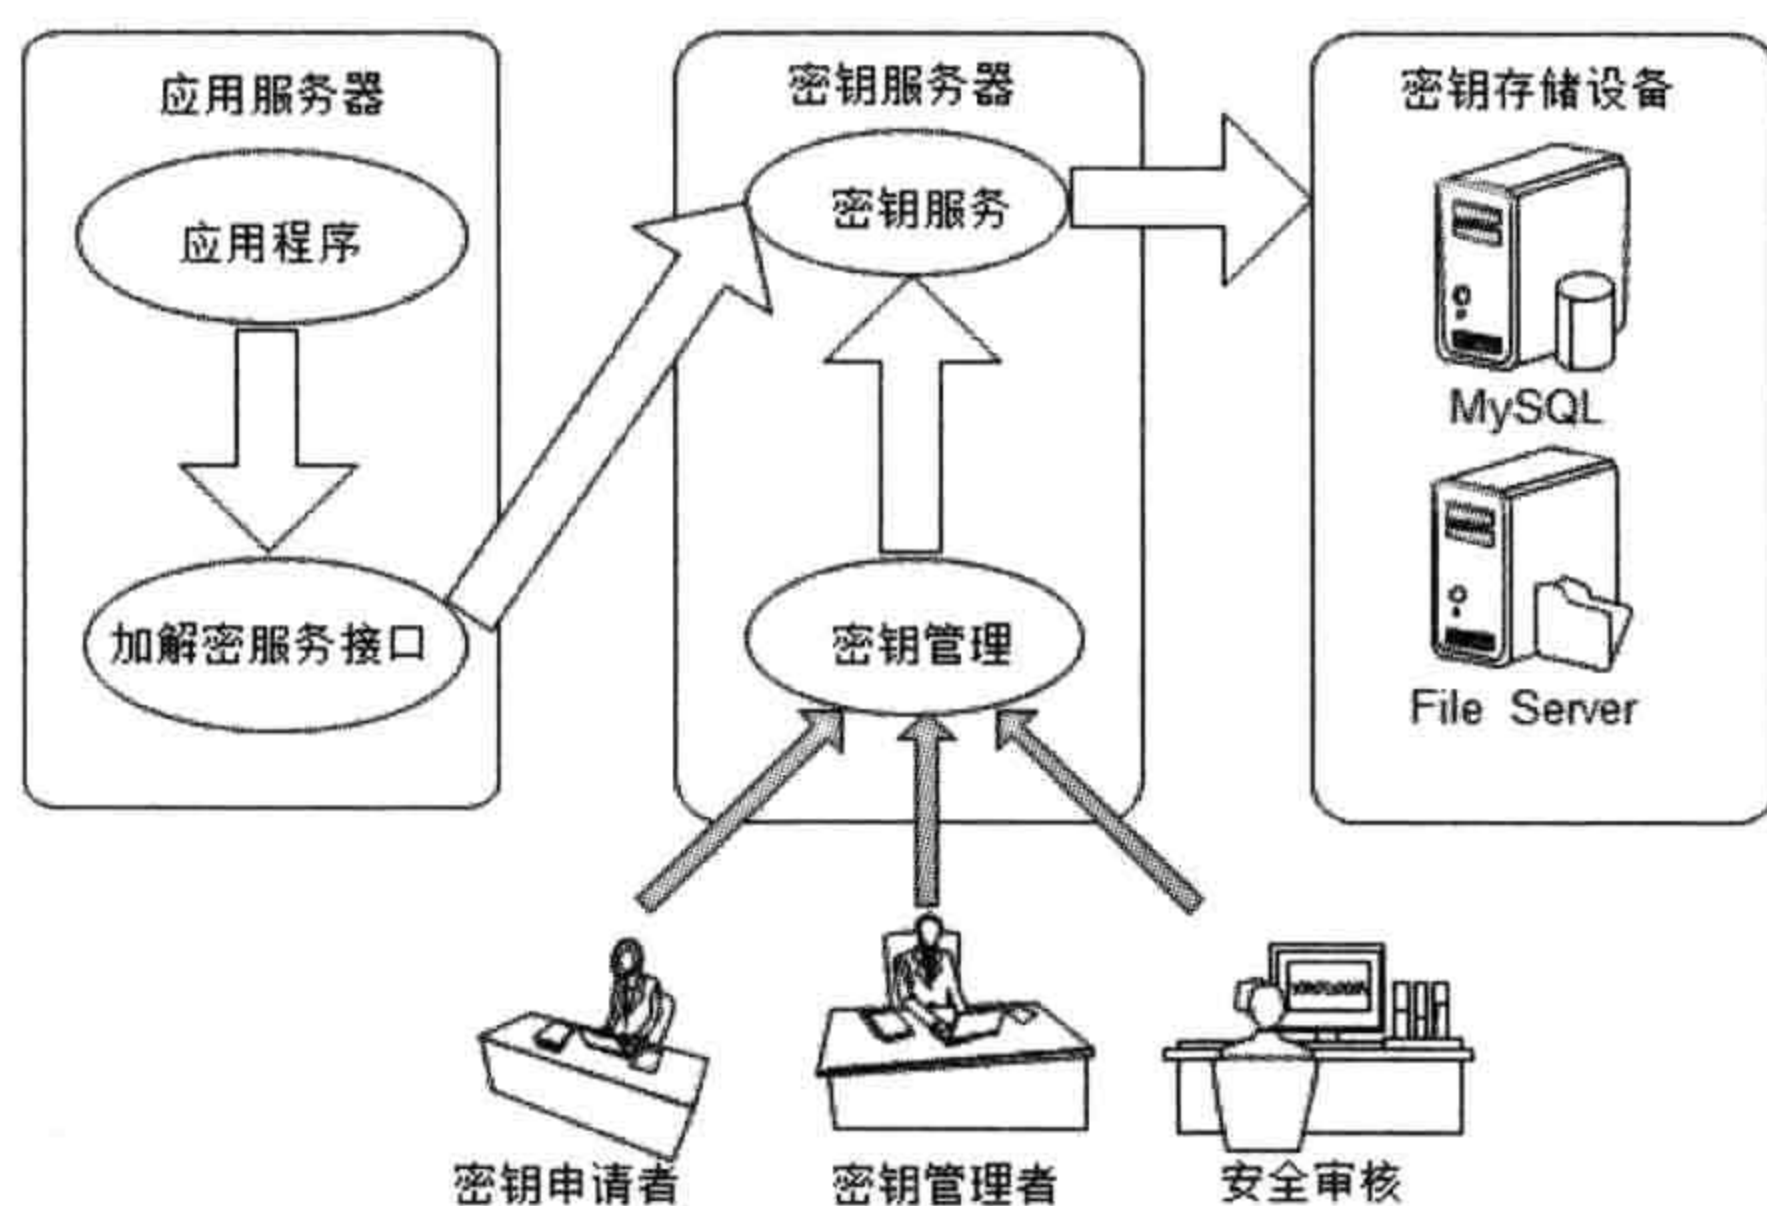 应用服务器
应用程序
加解密服务接口
密钥服务器
密钥服务
密钥管理
密钥存储设备
MySQL
File Server
密钥申请者
密钥管理者
安全审核